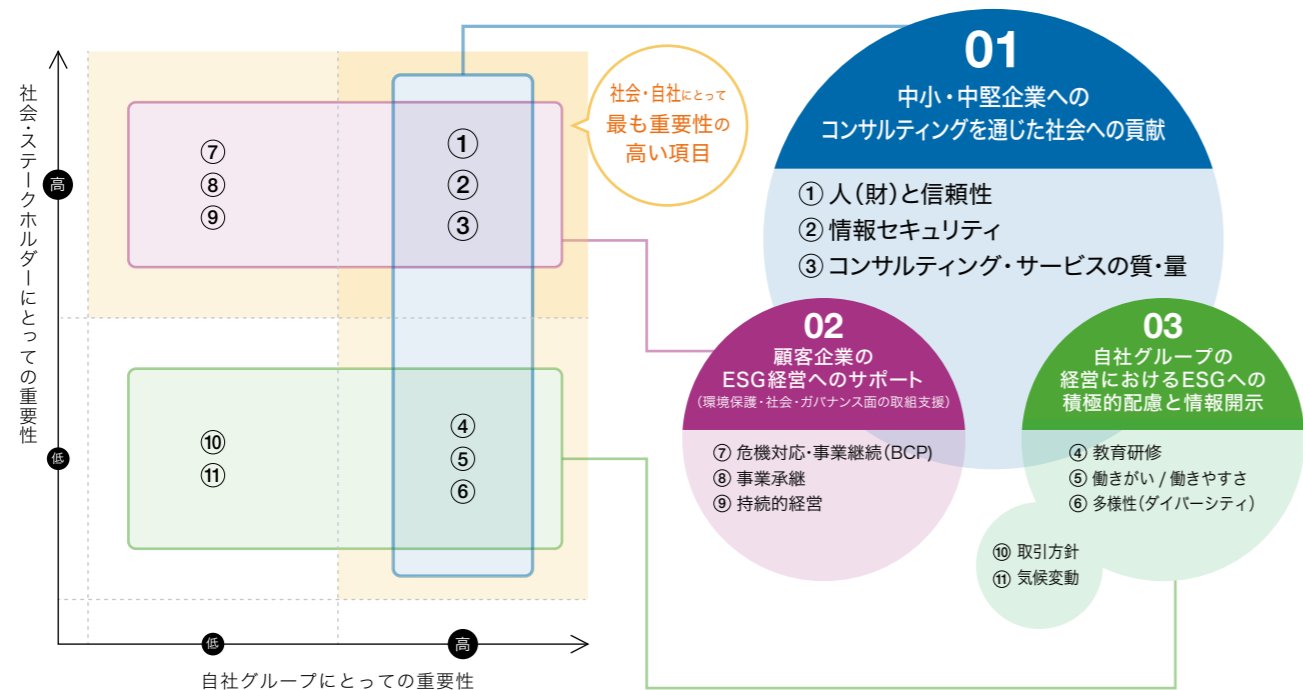 社会・ステークホルダーにとっての重要性
高
低
⑦
⑧
⑨
①
②
③
⑩
⑪
④
⑤
⑥
低
高
自社グループにとっての重要性
社会・自社にとって
最も重要性の
高い項目
01
中小・中堅企業への
コンサルティングを通じた社会への貢献
① 人（財）と信頼性
② 情報セキュリティ
③ コンサルティング・サービスの質・量
02
顧客企業の
ESG経営へのサポート
（環境保護・社会・ガバナンス面の取組支援）
⑦ 危機対応・事業継続（BCP）
⑧ 事業承継
⑨ 持続的経営
03
自社グループの
経営におけるESGへの
積極的配慮と情報開示
④ 教育研修
⑤ 働きがい / 働きやすさ
⑥ 多様性（ダイバーシティ）
⑩ 取引方針
⑪ 気候変動